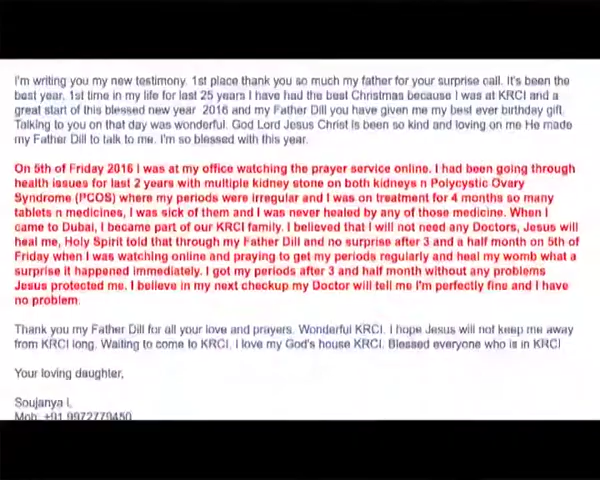 I'm writing you my new testimony. 1st place thank you so much my father for your surprise call. It's been the
best year. 1st time in my life for last 25 years I have had the best Christmas because I was at KRCI and a
great start of this blessed new year 2016 and my Father Dill you have given me my best ever birthday gift.
Talking to you on that day was wonderful. God Lord Jesus Christ is been so kind and loving on me He made
my Father Dill to talk to me. I'm so blessed with this year.
On 5th of Friday 2016 I was at my office watching the prayer service online. I had been going through
health issues for last 2 years with multiple kidney stone on both kidneys n Polycystic Ovary
Syndrome (PCOS) where my periods were irregular and I was on treatment for 4 months so many
tablets n medicines, I was sick of them and I was never healed by any of those medicine. When I
came to Dubai, I became part of our KRCI family. I believed that I will not need any Doctors, Jesus will
heal me, Holy Spirit told that through my Father Dill and no surprise after 3 and a half month on 5th of
Friday when I was watching online and praying to get my periods regularly and heal my womb what a
surprise it happened immediately. I got my periods after 3 and half month without any problems
Jesus protected me. I believe in my next checkup my Doctor will tell me I'm perfectly fine and I have
no problem.
Thank you my Father Dill for all your love and prayers. Wonderful KRCI. I hope Jesus will not keep me away
from KRCI long. Waiting to come to KRCI. I love my God's house KRCI. Blessed everyone who is in KRCI
Your loving daughter,
Soujanya L
Mob: +91 9972779450